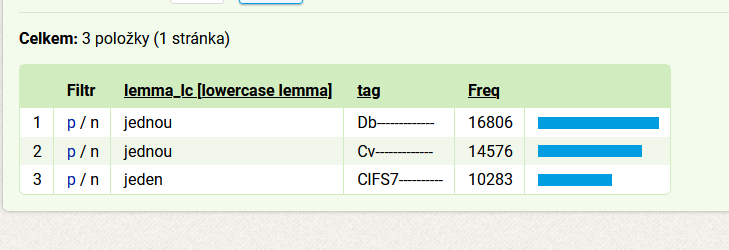 Celkem: 3 položky (1 stránka)
Filtr lemma_lc [lowercase lemma] tag Freq
1 p / n jednou Db------------- 16806
2 p / n jednou Cv------------- 14576
3 p / n jeden ClFS7---------- 10283